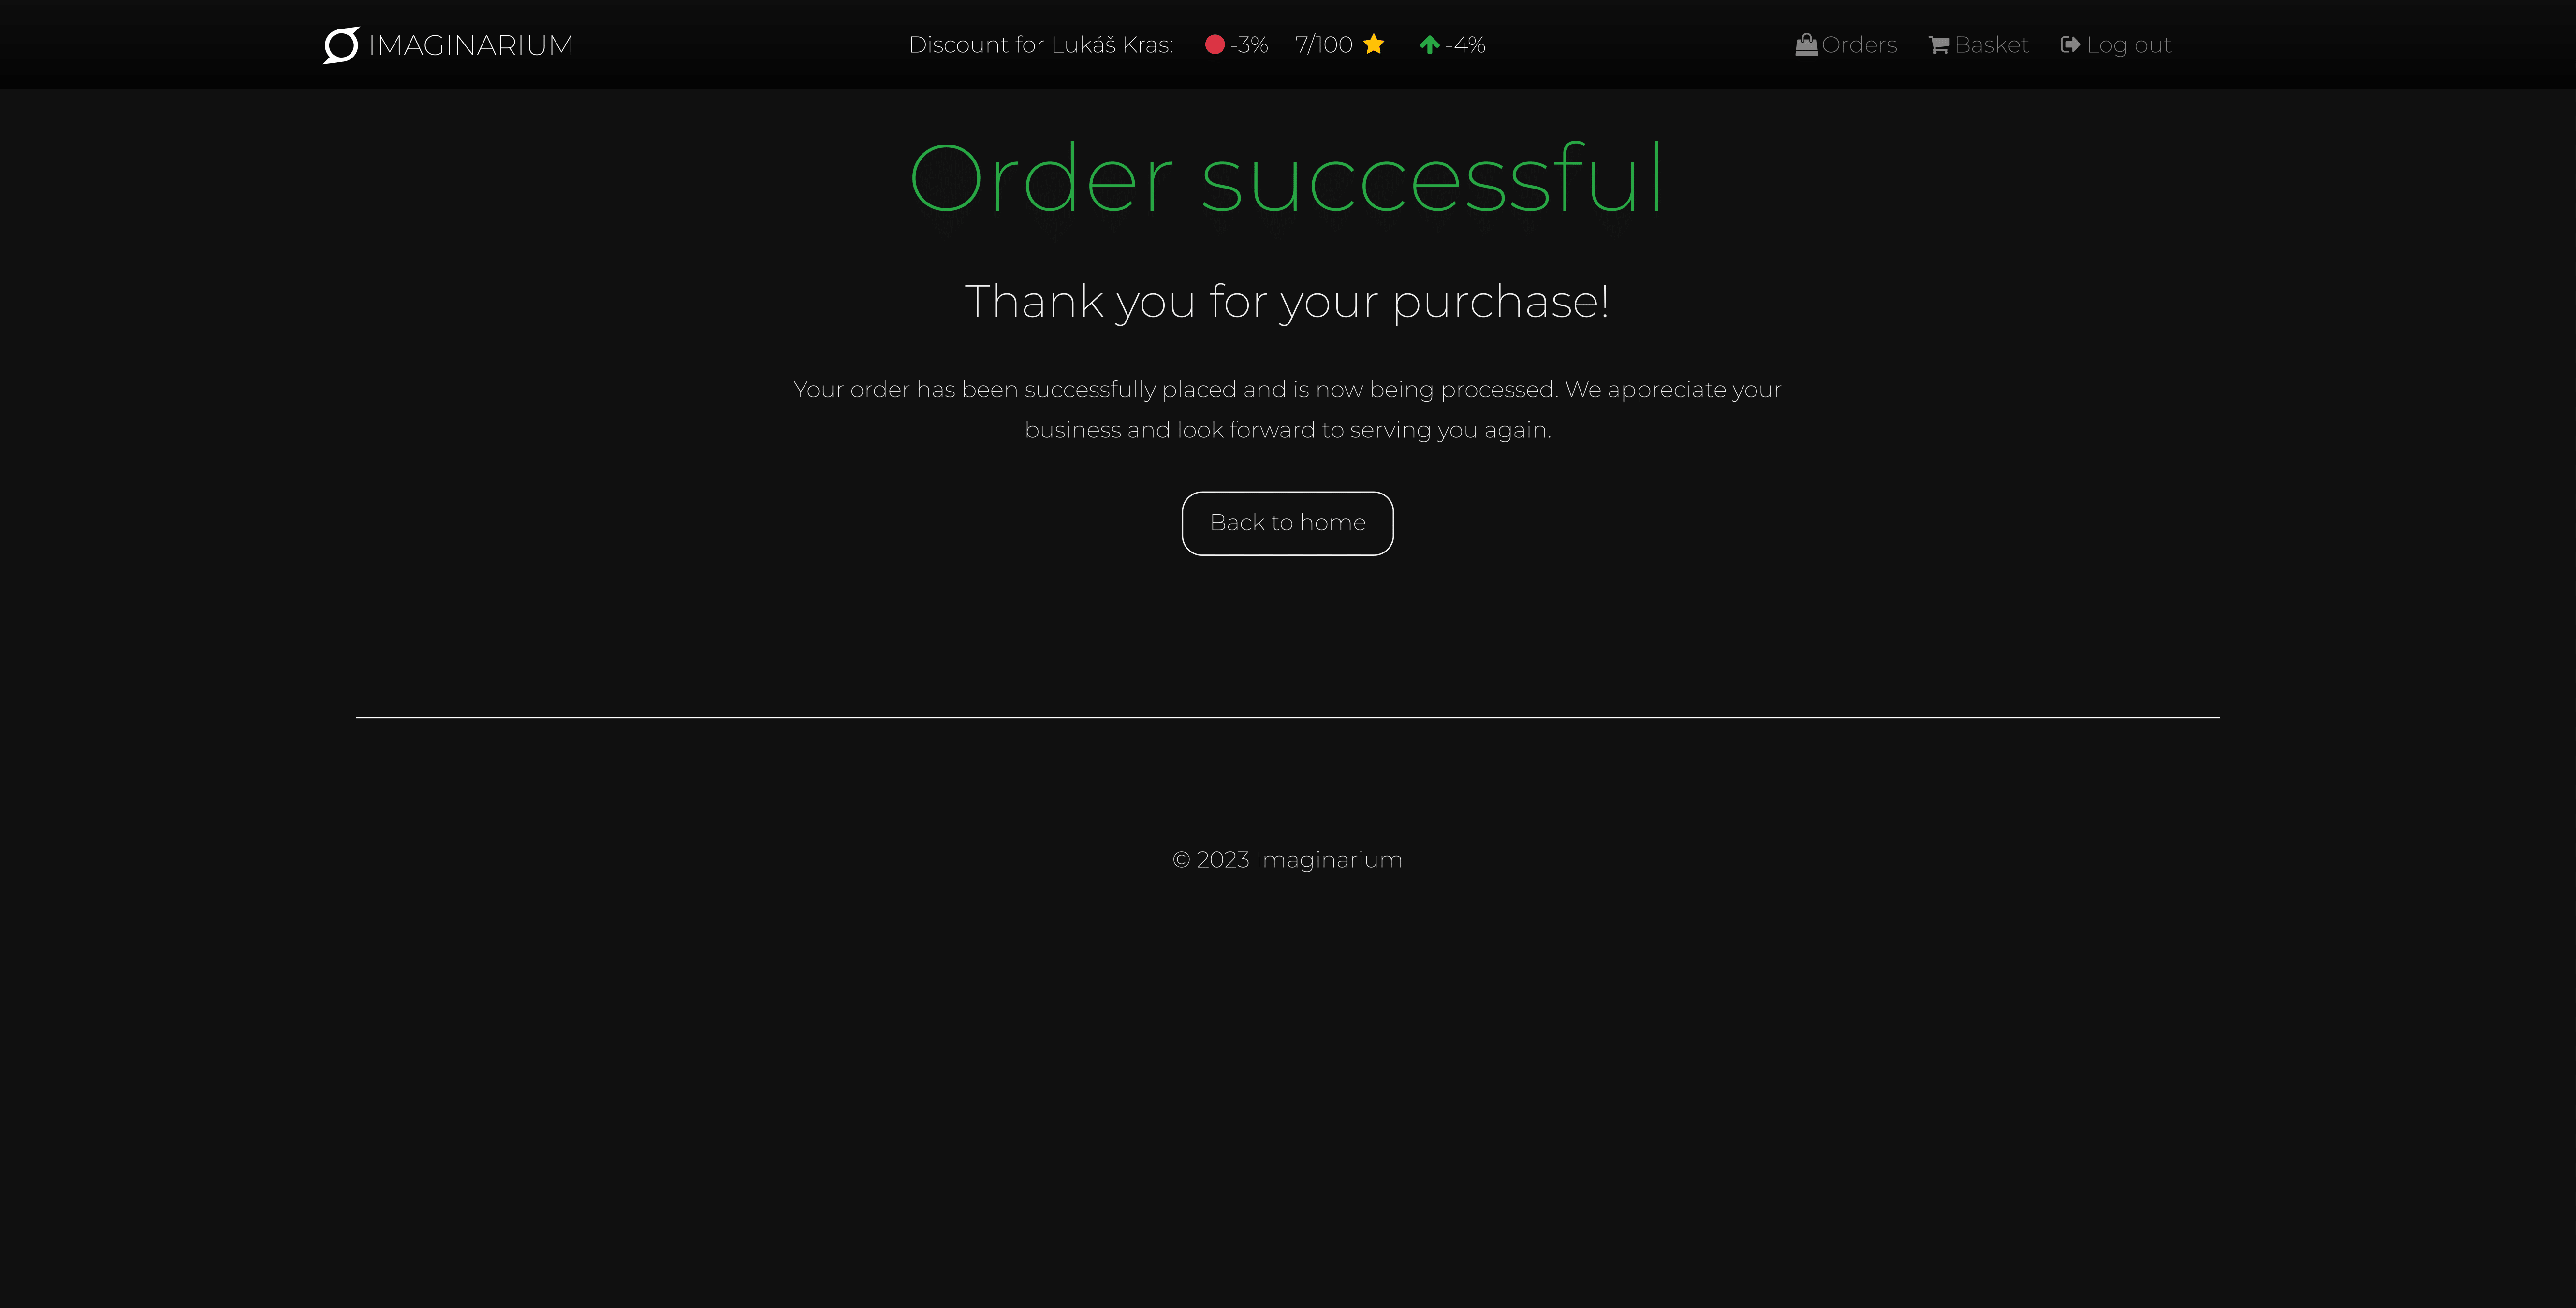 IMAGINARIUM
Discount for Lukáš Kras: -3% 7/100 -4%
Orders Basket Log out
Order successful
Thank you for your purchase!
Your order has been successfully placed and is now being processed. We appreciate your
business and look forward to serving you again.
Back to home
© 2023 Imaginarium